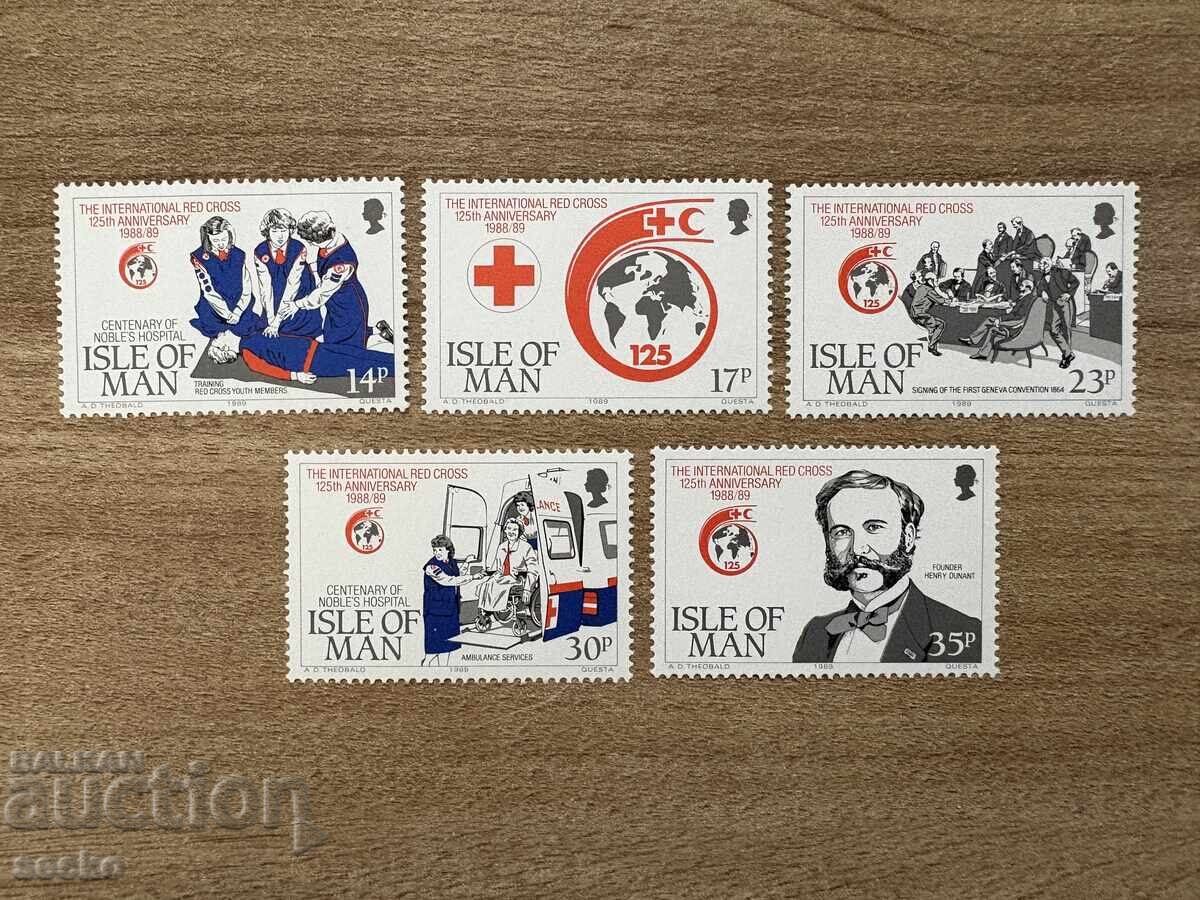 THE INTERNATIONAL RED CROSS
125th ANNIVERSARY
1988/89
125
CENTENARY OF
NOBLE'S HOSPITAL
ISLE OF
MAN
TRAINING
RED CROSS YOUTH MEMBERS
14P
A. D. THEOBALD 1989 QUESTA
THE INTERNATIONAL RED CROSS
125th ANNIVERSARY
1988/89
125
ISLE OF
MAN
17P
A. D. THEOBALD 1989 QUESTA
THE INTERNATIONAL RED CROSS
125th ANNIVERSARY
1988/89
125
ISLE OF
MAN
SIGNING OF THE FIRST GENEVA CONVENTION 1864
23P
A. D. THEOBALD 1989 QUESTA
THE INTERNATIONAL RED CROSS
125th ANNIVERSARY
1988/89
LANCE
125
CENTENARY OF
NOBLE'S HOSPITAL
ISLE OF
MAN
30P
AMBULANCE SERVICES
A. D. THEOBALD 1989 QUESTA
THE INTERNATIONAL RED CROSS
125th ANNIVERSARY
1988/89
125
FOUNDER
HENRY DUNANT
ISLE OF
MAN
35P
A. D. THEOBALD 1989 QUESTA
BALKAN
auction
secko